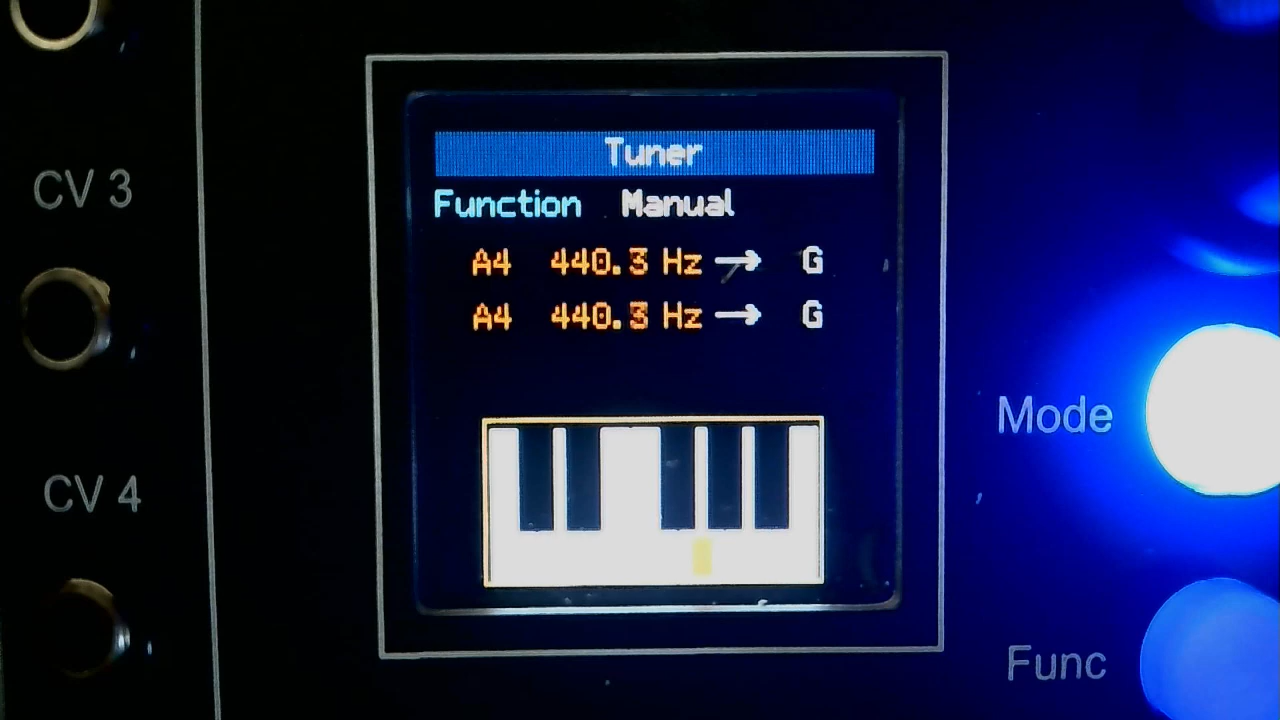 CV 3
CV 4
Tuner
Function Manual
A4 440.3 Hz → G
A4 440.3 Hz → G
Mode
Func